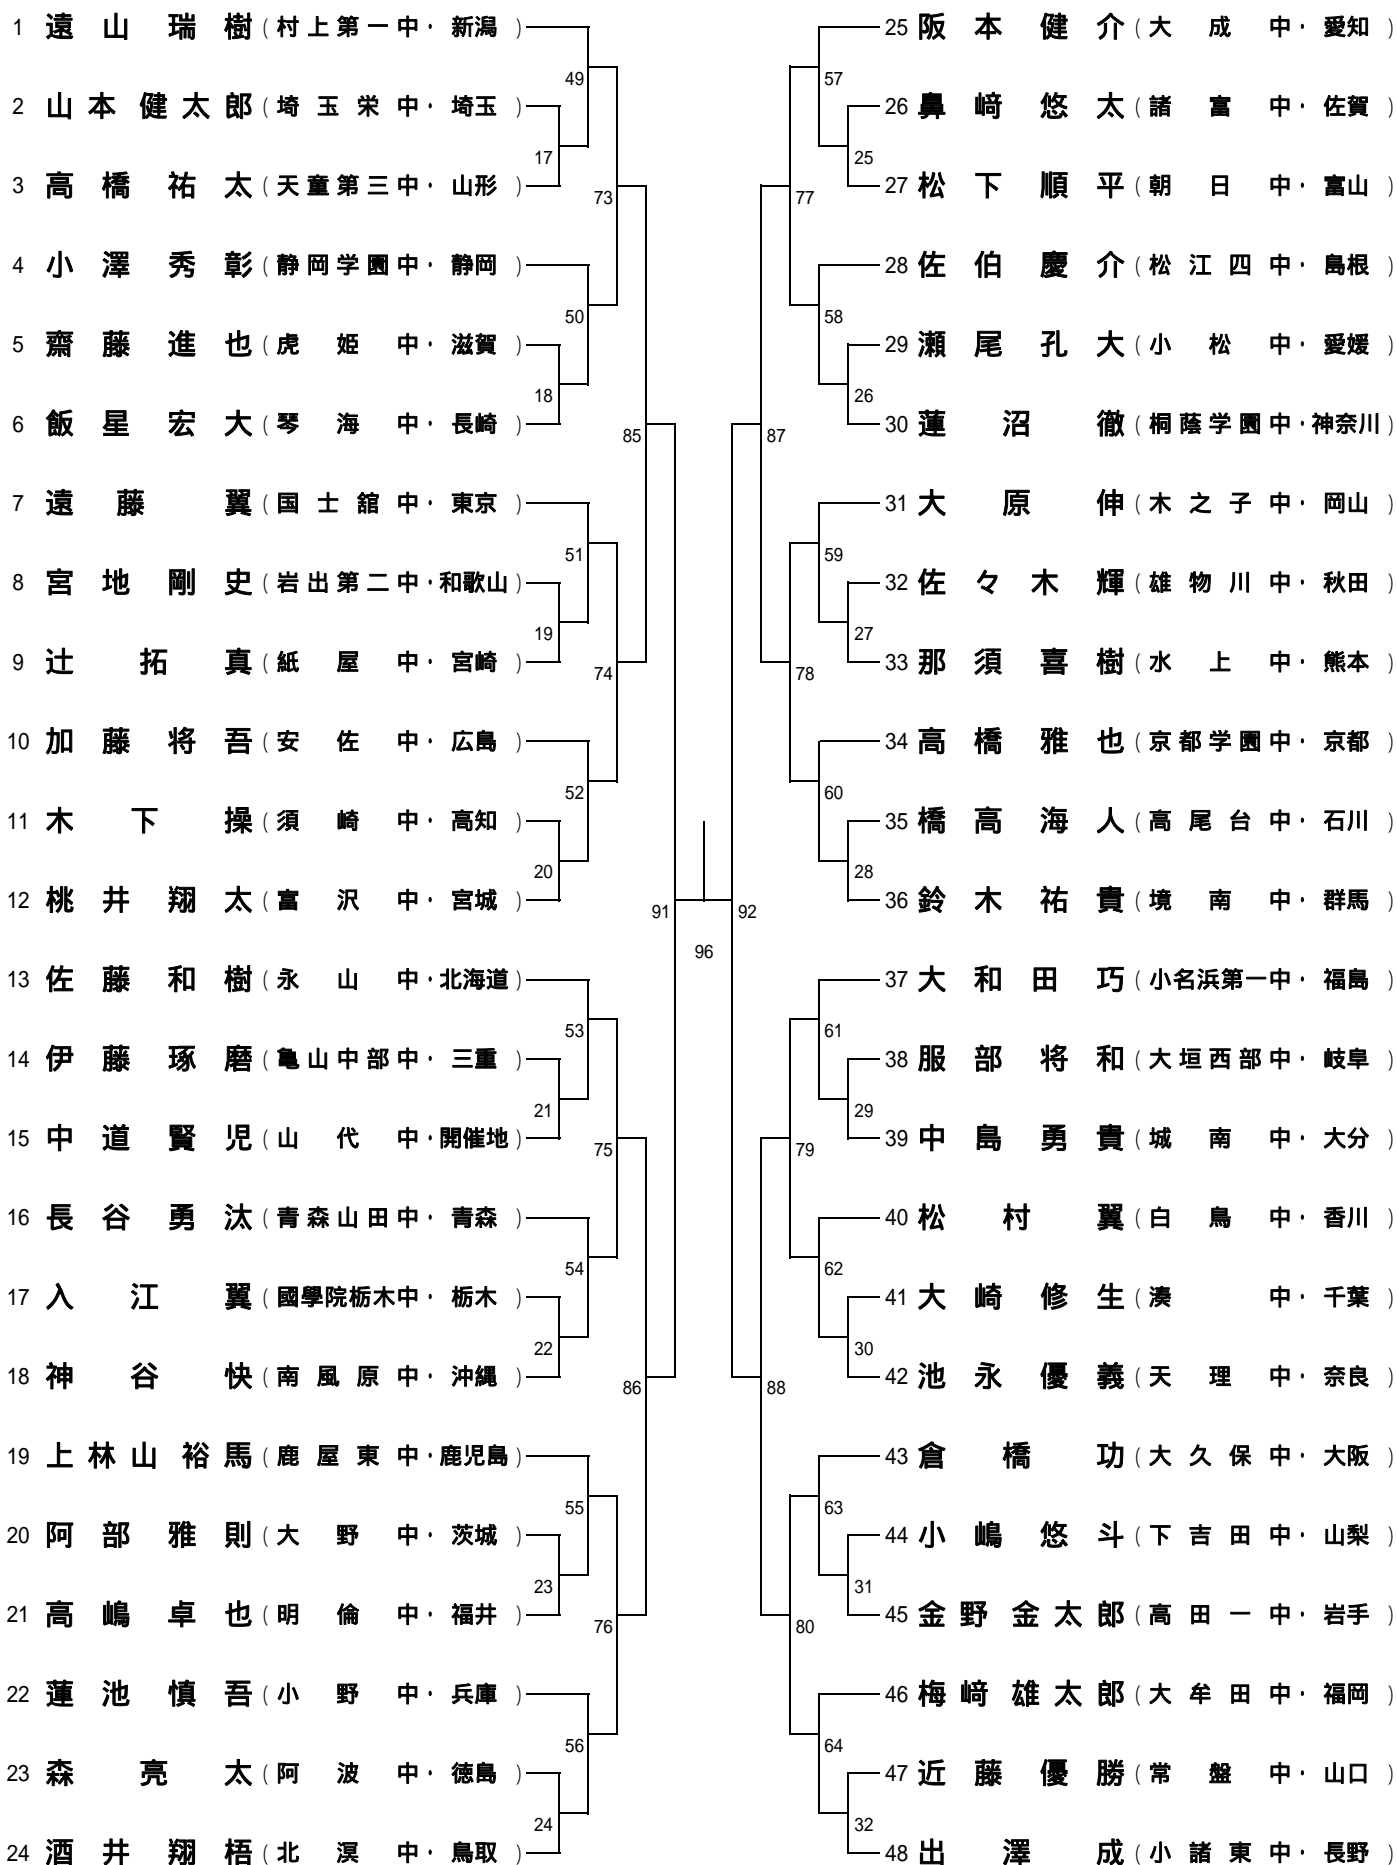 1 遠山瑞樹 (村上第一中・新潟)
2 山本健太郎 (埼玉栄中・埼玉)
3 高橋祐太 (天童第三中・山形)
4 小澤秀彰 (静岡学園中・静岡)
5 齋藤進也 (虎姫中・滋賀)
6 飯星宏大 (琴海中・長崎)
7 遠藤翼 (国士舘中・東京)
8 宮地剛史 (岩出第二中・和歌山)
9 辻拓真 (紙屋中・宮崎)
10 加藤将吾 (安佐中・広島)
11 木下操 (須崎中・高知)
12 桃井翔太 (富沢中・宮城)
13 佐藤和樹 (永山中・北海道)
14 伊藤琢磨 (亀山中部中・三重)
15 中道賢児 (山代中・開催地)
16 長谷勇汰 (青森山田中・青森)
17 入江翼 (國學院栃木中・栃木)
18 神谷快 (南風原中・沖縄)
19 上林山裕馬 (鹿屋東中・鹿児島)
20 阿部雅則 (大野中・茨城)
21 高嶋卓也 (明倫中・福井)
22 蓮池慎吾 (小野中・兵庫)
23 森亮太 (阿波中・徳島)
24 酒井翔梧 (北溟中・鳥取)
49
17
73
50
18
85
51
19
74
52
20
91
53
21
75
54
22
86
55
23
76
56
24
96
92
57
25
77
58
26
87
59
27
78
60
28
61
29
79
62
30
88
63
31
80
64
32
25 阪本健介 (大成中・愛知)
26 鼻﨑悠太 (諸富中・佐賀)
27 松下順平 (朝日中・富山)
28 佐伯慶介 (松江四中・島根)
29 瀬尾孔大 (小松中・愛媛)
30 蓮沼徹 (桐蔭学園中・神奈川)
31 大原伸 (木之子中・岡山)
32 佐々木輝 (雄物川中・秋田)
33 那須喜樹 (水上中・熊本)
34 高橋雅也 (京都学園中・京都)
35 橋高海人 (高尾台中・石川)
36 鈴木祐貴 (境南中・群馬)
37 大和田巧 (小名浜第一中・福島)
38 服部将和 (大垣西部中・岐阜)
39 中島勇貴 (城南中・大分)
40 松村翼 (白鳥中・香川)
41 大崎修生 (湊中・千葉)
42 池永優義 (天理中・奈良)
43 倉橋功 (大久保中・大阪)
44 小嶋悠斗 (下吉田中・山梨)
45 金野金太郎 (高田一中・岩手)
46 梅﨑雄太郎 (大牟田中・福岡)
47 近藤優勝 (常盤中・山口)
48 出澤成 (小諸東中・長野)